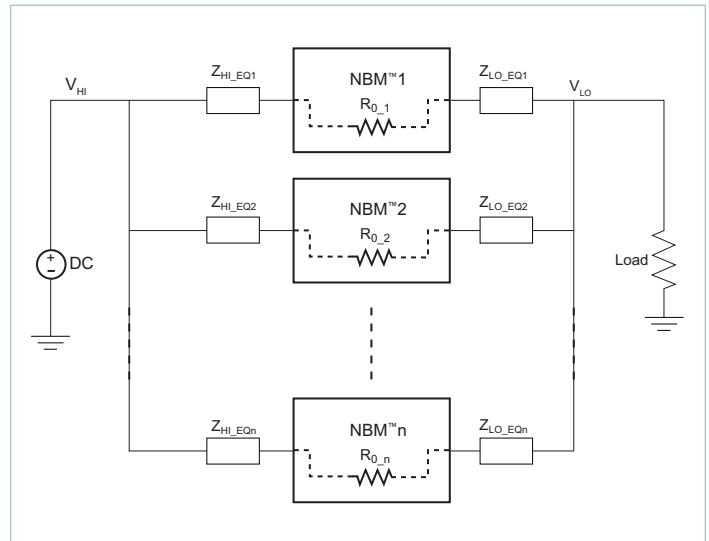 Z_HI_EQ1 NBM™1 Z_LO_EQ1
V_HI R_0_1 V_LO
Z_HI_EQ2 NBM™2 Z_LO_EQ2
R_0_2
+
− DC Load
Z_HI_EQn NBM™n Z_LO_EQn
R_0_n